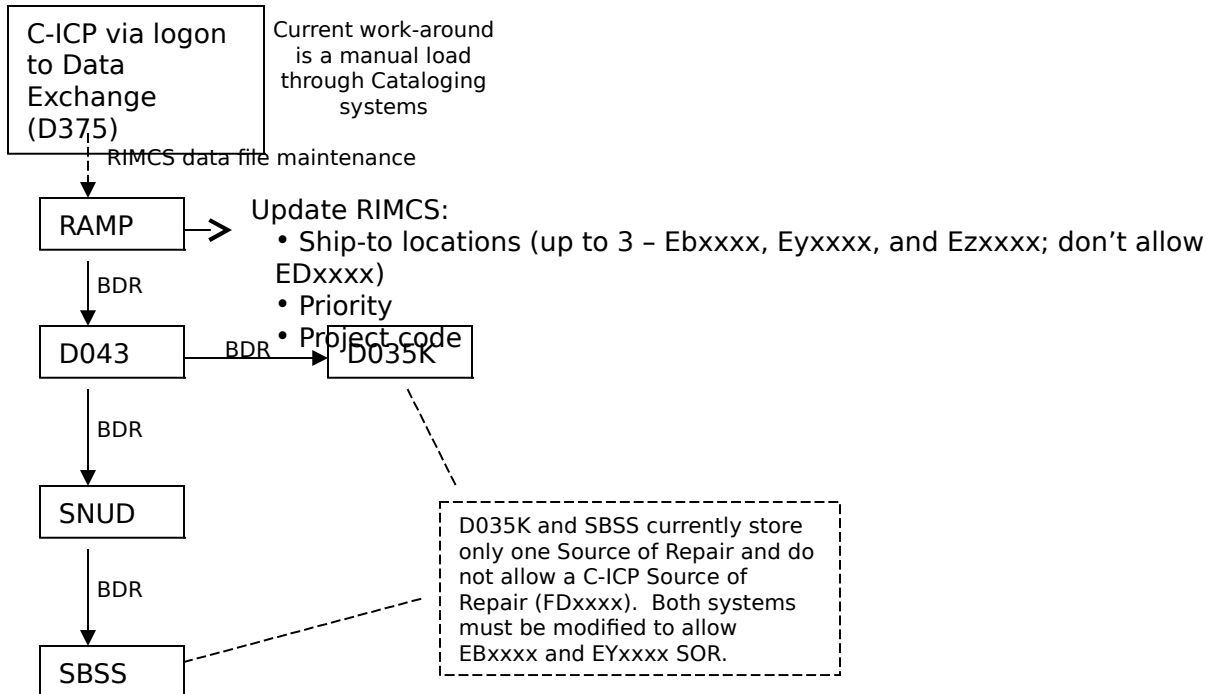 C-ICP via logon
to Data
Exchange
(D375)
Current work-around
is a manual load
through Cataloging
systems
RIMCS data file maintenance
RAMP
Update RIMCS:
• Ship-to locations (up to 3 – Ebxxxx, Eyxxxx, and Ezxxxx; don’t allow
EDxxxx)
• Priority
• Project code
BDR
D043
BDR
D035K
BDR
SNUD
D035K and SBSS currently store
only one Source of Repair and do
not allow a C-ICP Source of
Repair (FDxxxx).  Both systems
must be modified to allow
EBxxxx and EYxxxx SOR.
BDR
SBSS